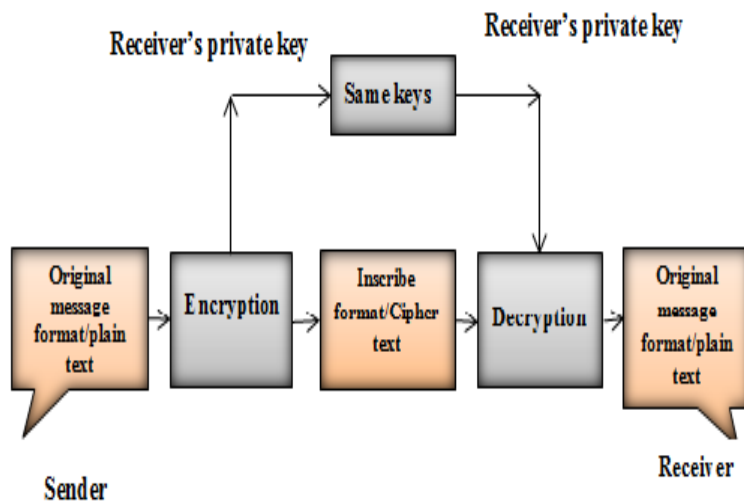 Receiver's private key
Receiver's private key
Same keys
Original
message
format/plain
text
Encryption
Inscribe
format/Cipher
text
Decryption
Original
message
format/plain
text
Sender
Receiver